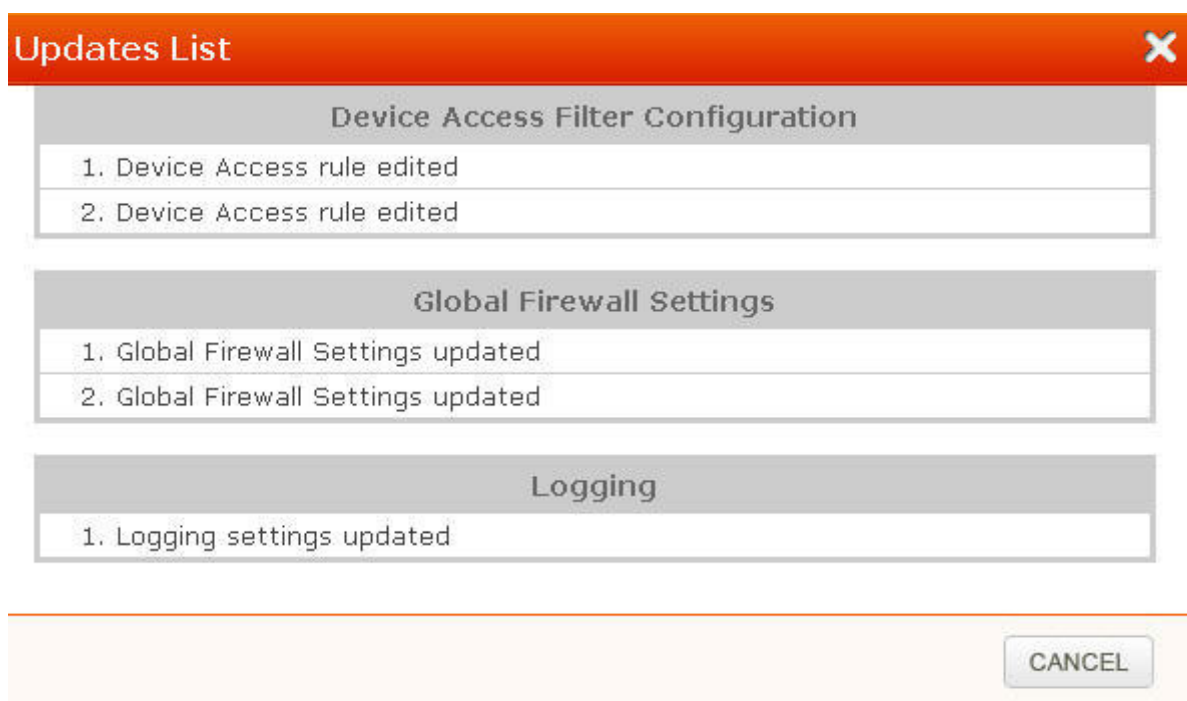 Updates List
Device Access Filter Configuration
1. Device Access rule edited
2. Device Access rule edited
Global Firewall Settings
1. Global Firewall Settings updated
2. Global Firewall Settings updated
Logging
1. Logging settings updated
CANCEL